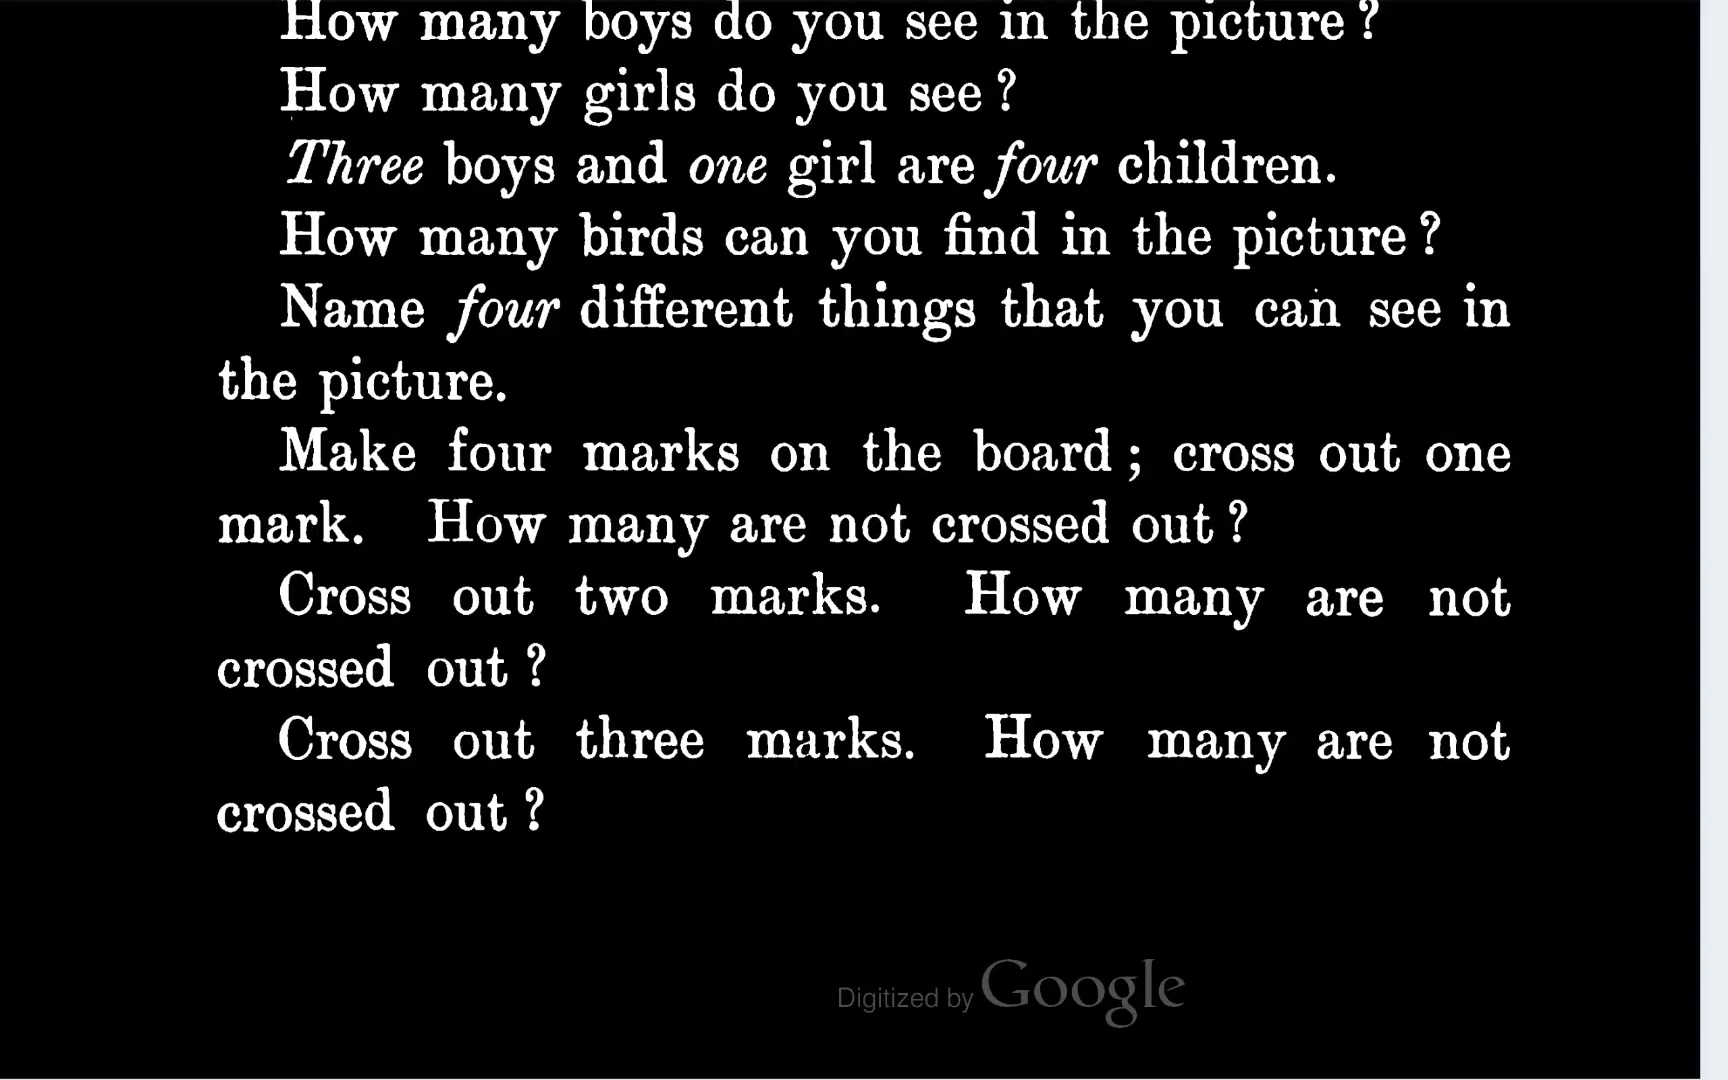 How many boys do you see in the picture?
How many girls do you see?
Three boys and one girl are four children.
How many birds can you find in the picture?
Name four different things that you can see in
the picture.
Make four marks on the board; cross out one
mark. How many are not crossed out?
Cross out two marks. How many are not
crossed out?
Cross out three marks. How many are not
crossed out?
Digitized by Google